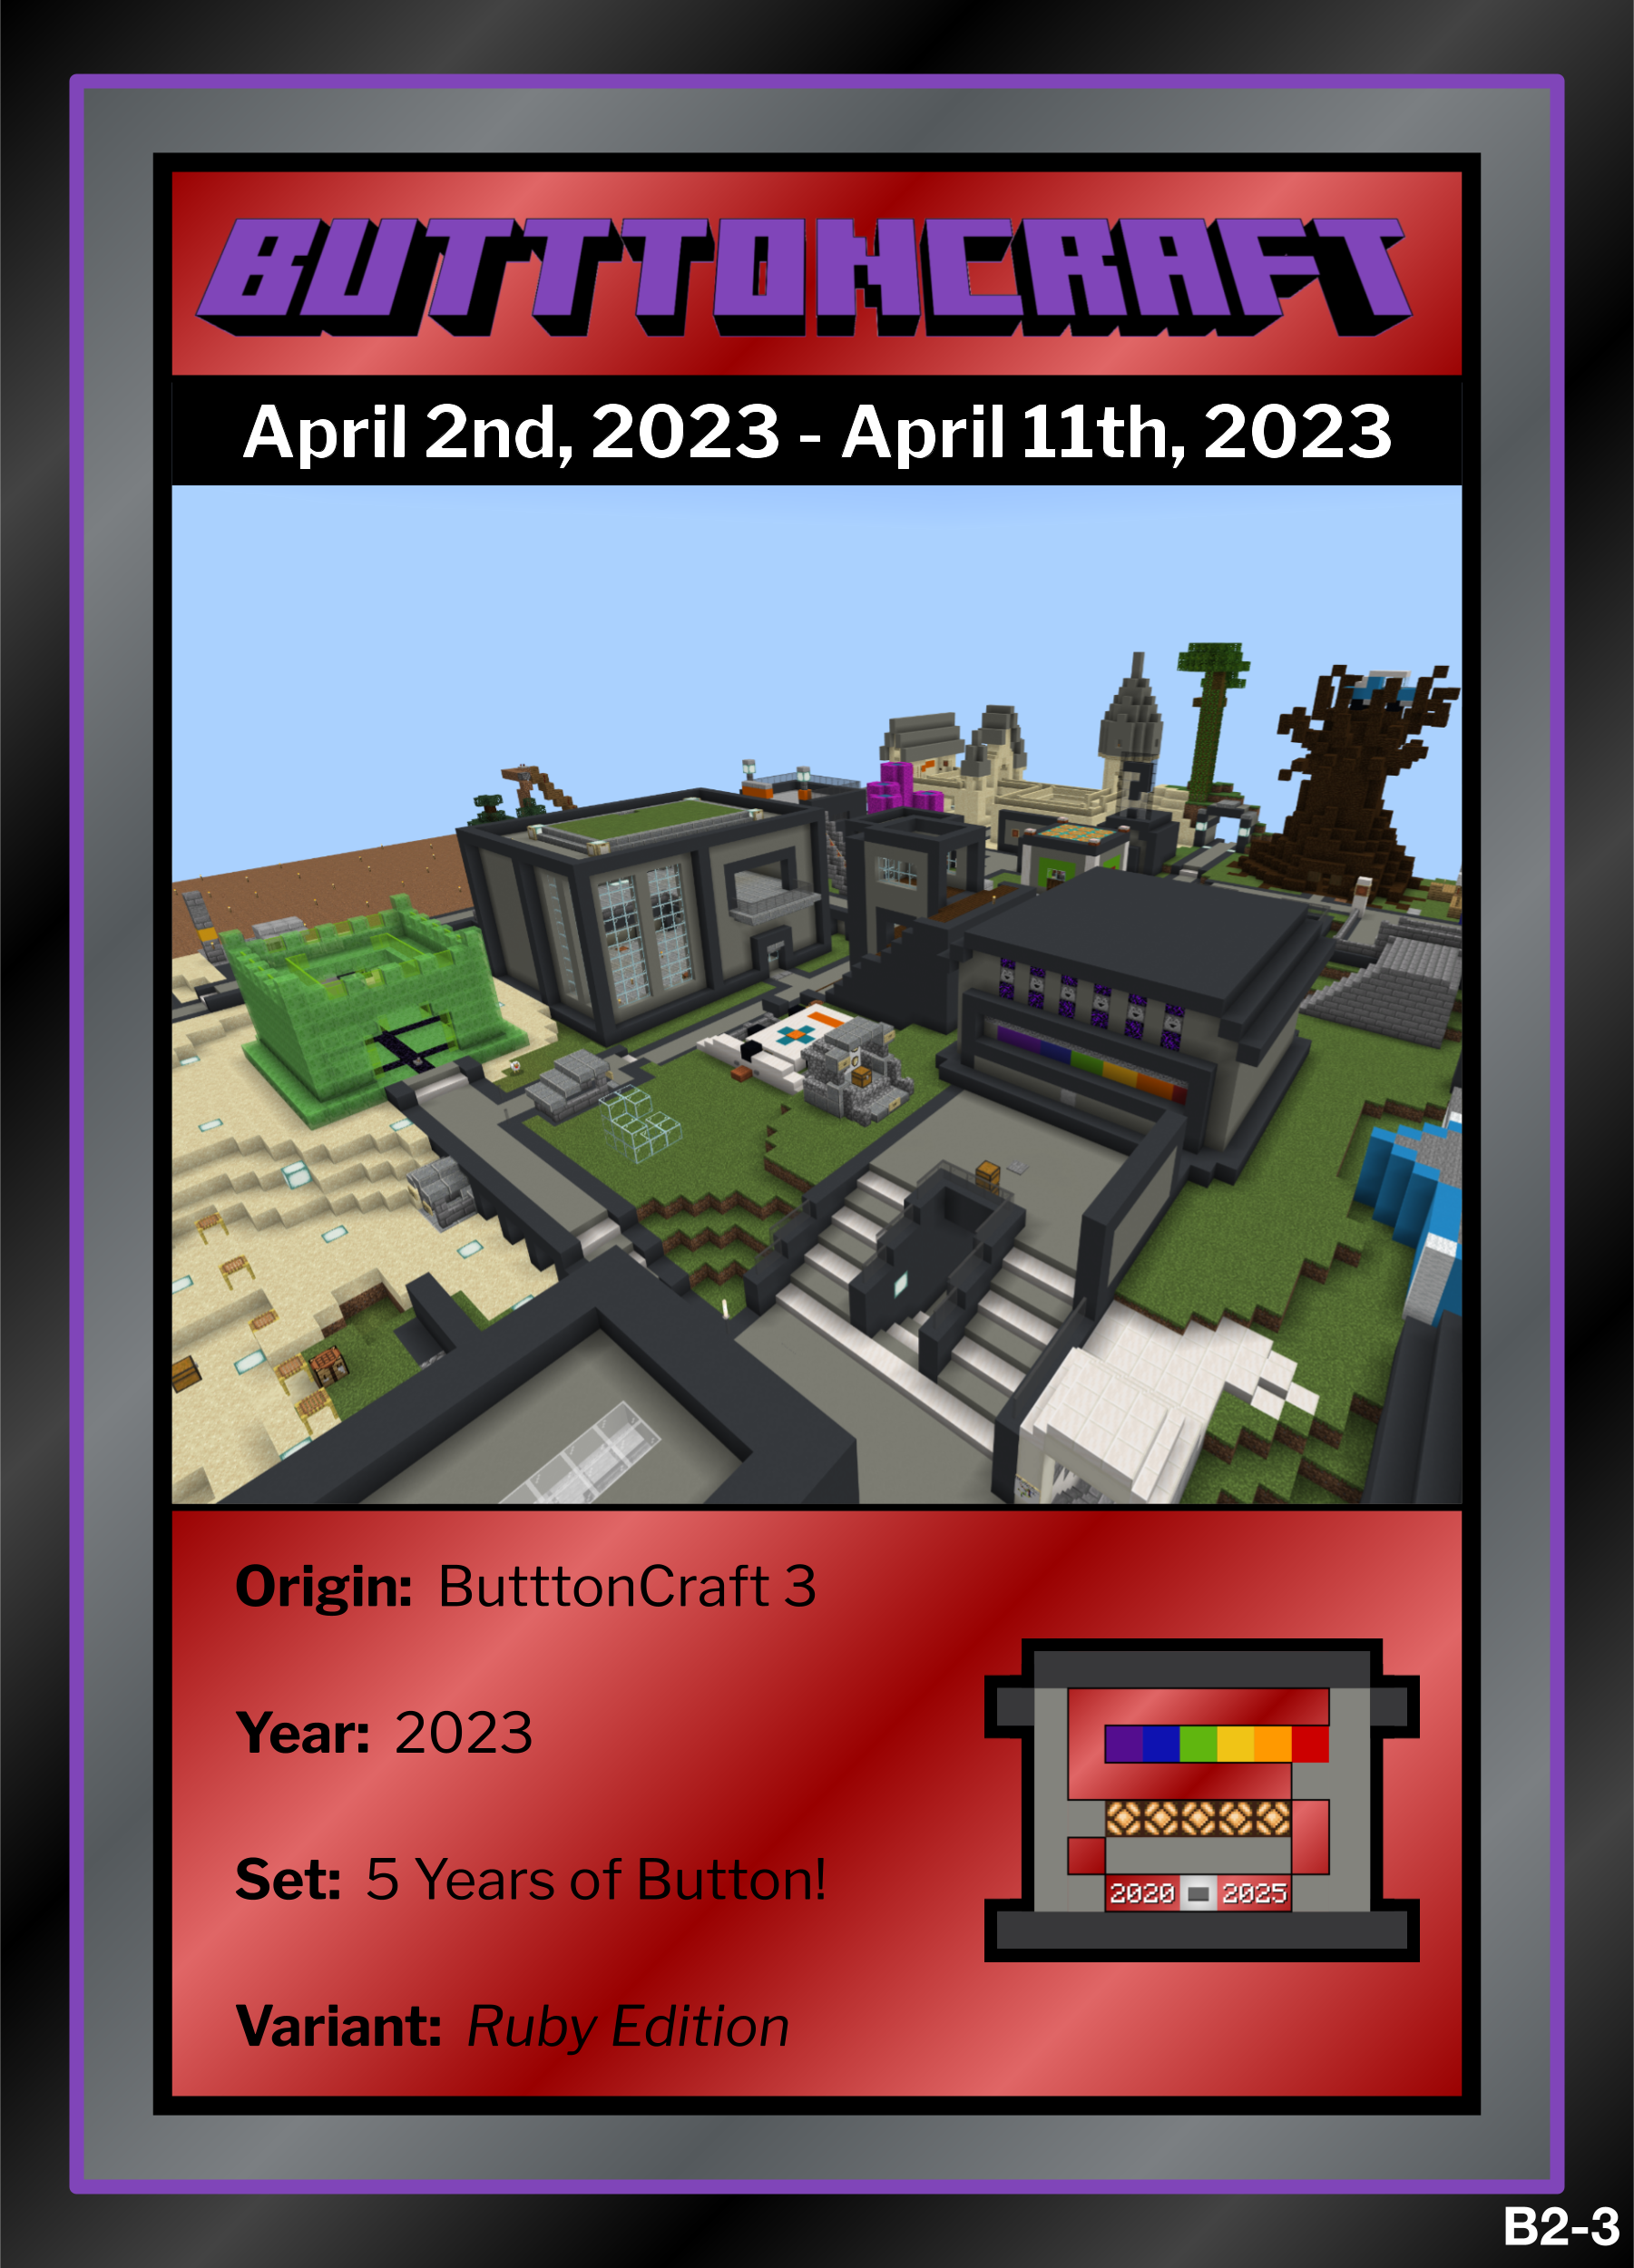 BUTTTONCRAFT
April 2nd, 2023 - April 11th, 2023
Origin: ButttonCraft 3
Year: 2023
Set: 5 Years of Button!
2020 2025
Variant: Ruby Edition
B2-3